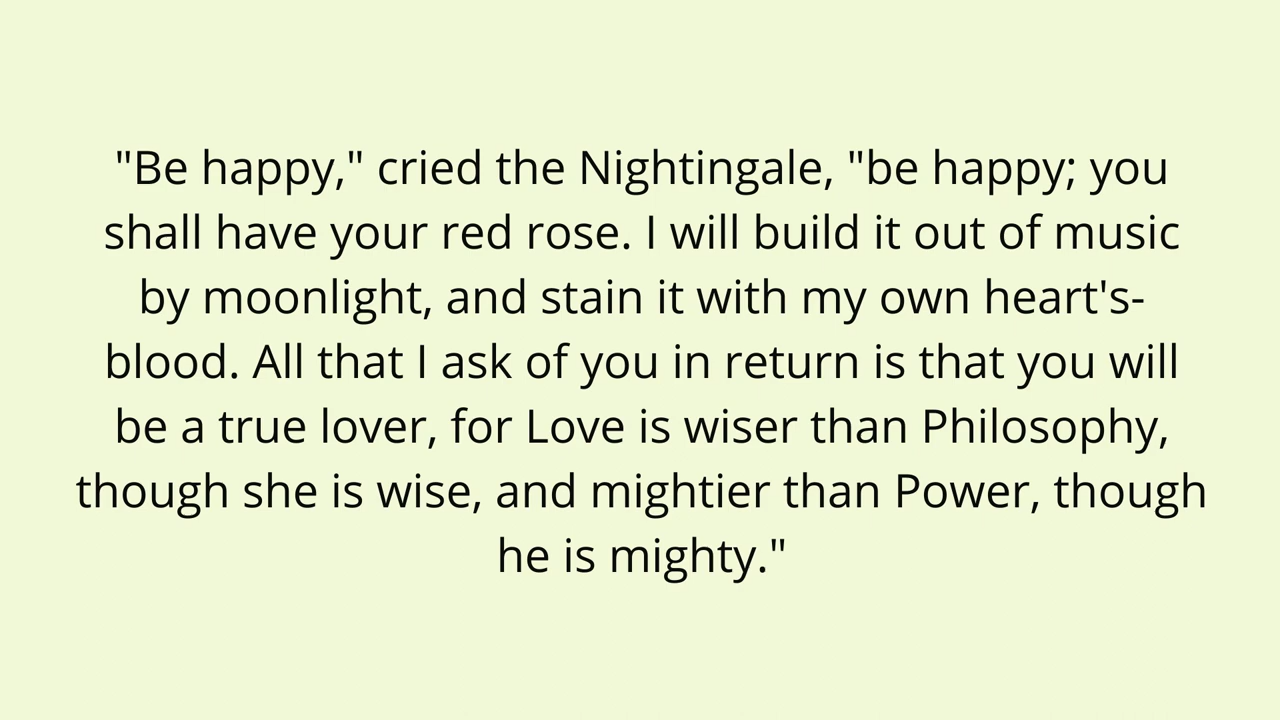 "Be happy," cried the Nightingale, "be happy; you
shall have your red rose. I will build it out of music
by moonlight, and stain it with my own heart's-
blood. All that I ask of you in return is that you will
be a true lover, for Love is wiser than Philosophy,
though she is wise, and mightier than Power, though
he is mighty."